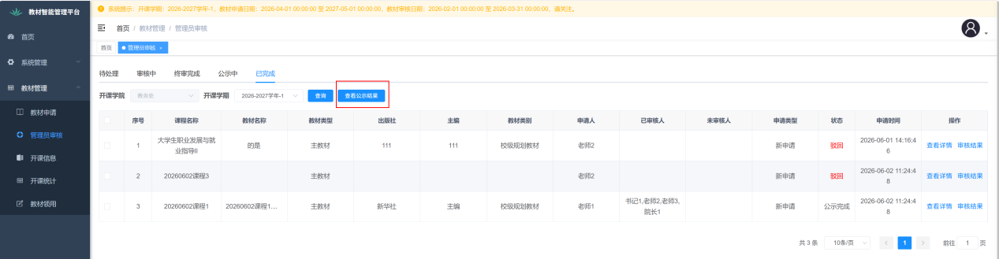 教材智能管理平台
系统提示：开课学期：2026-2027学年-1，教材申请日期：2026-04-01 00:00:00 至 2027-05-01 00:00:00，教材审核日期：2026-02-01 00:00:00 至 2026-03-31 00:00:00，请关注。
首页 / 教材管理 / 管理员审核
首页 管理员审核 ×
首页
系统管理
教材管理
教材申请
管理员审核
开课信息
开课统计
教材领用
待处理 审核中 终审完成 公示中 已完成
开课学院 教务处 开课学期 2026-2027学年-1 查询 查看公示结果
序号 课程名称 教材名称 教材类型 出版社 主编 教材类别 申请人 已审核人 未审核人 申请类型 状态 申请时间 操作
1 大学生职业发展与就业指导II 的是 主教材 111 111 校级规划教材 老师2 新申请 驳回 2026-06-01 14:16:46 查看详情 审核结果
2 20260602课程3 主教材 老师2 新申请 驳回 2026-06-02 11:24:48 查看详情 审核结果
3 20260602课程1 20260602课程1... 主教材 新华社 主编 校级规划教材 老师1 书记1,老师2,老师3,院长1 新申请 公示完成 2026-06-02 11:24:48 查看详情 审核结果
共 3 条 10条/页 < 1 > 前往 1 页